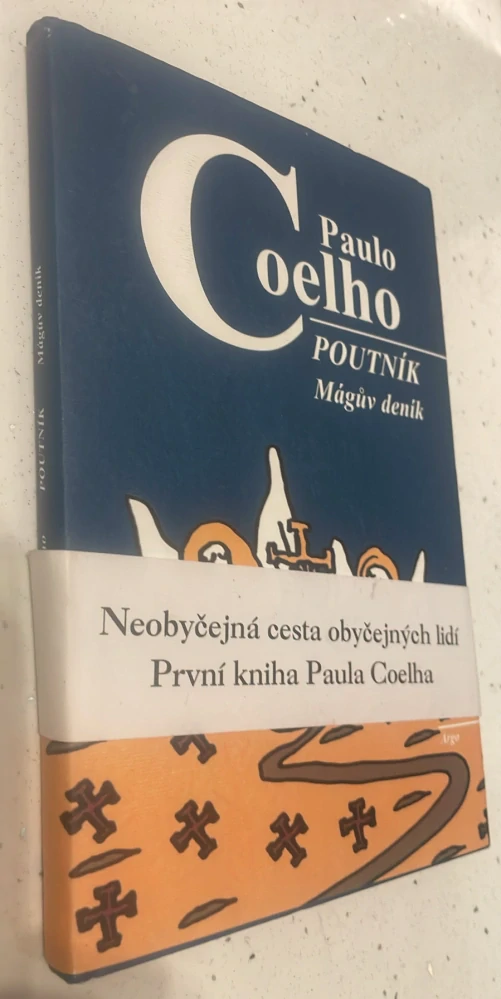 Paulo
Coelho
POUTNÍK
Mágův deník
Neobyčejná cesta obyčejných lidí
První kniha Paula Coelha
Argo
POUTNÍK
Mágův deník